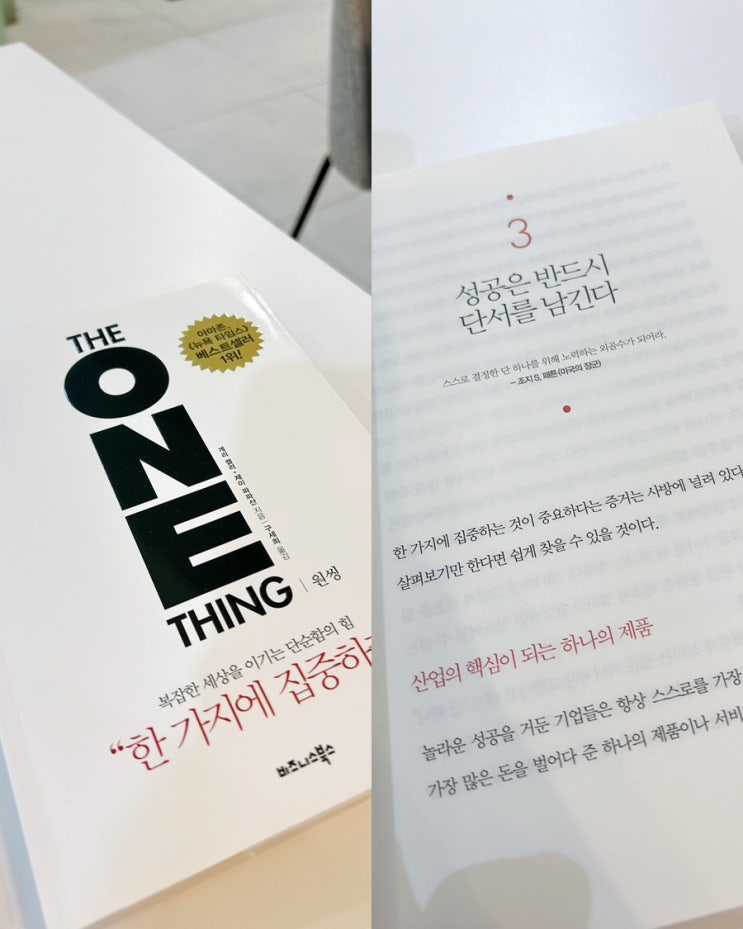 THE
ONE
THING
원씽
아마존,
《뉴욕 타임스》
베스트셀러
1위!
게리 켈러·제이 파파산 지음 | 구세희 옮김
복잡한 세상을 이기는 단순함의 힘
“한 가지에 집중하
비즈니스북스
3
성공은 반드시
단서를 남긴다
스스로 결정한 단 하나를 위해 노력하는 외골수가 되어라.
– 조지 S. 패튼(미국의 장군)
한 가지에 집중하는 것이 중요하다는 증거는 사방에 널려 있다
살펴보기만 한다면 쉽게 찾을 수 있을 것이다.
산업의 핵심이 되는 하나의 제품
놀라운 성공을 거둔 기업들은 항상 스스로를 가장
가장 많은 돈을 벌어다 준 하나의 제품이나 서비